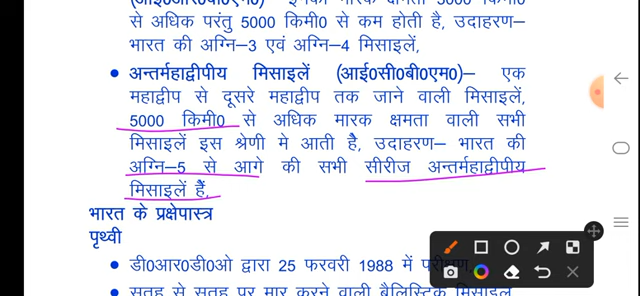 से अधिक परंतु 5000 किमी0 से कम होती है, उदाहरण–
भारत की अग्नि–3 एवं अग्नि–4 मिसाइलें,
• अन्तर्महाद्वीपीय मिसाइलें (आई0सी0बी0एम0)– एक
महाद्वीप से दूसरे महाद्वीप तक जाने वाली मिसाइलें,
5000 किमी0 से अधिक मारक क्षमता वाली सभी
मिसाइलें इस श्रेणी मे आती है, उदाहरण– भारत की
अग्नि–5 से आगे की सभी सीरीज अन्तर्महाद्वीपीय
मिसाइलें हैं,
भारत के प्रक्षेपास्त्र
पृथ्वी
• डी0आर0डी0ओ द्वारा 25 फरवरी 1988 में परीक्षण,
• सतह से सतह पर मार करने वाली बैलिस्टिक मिसाइल